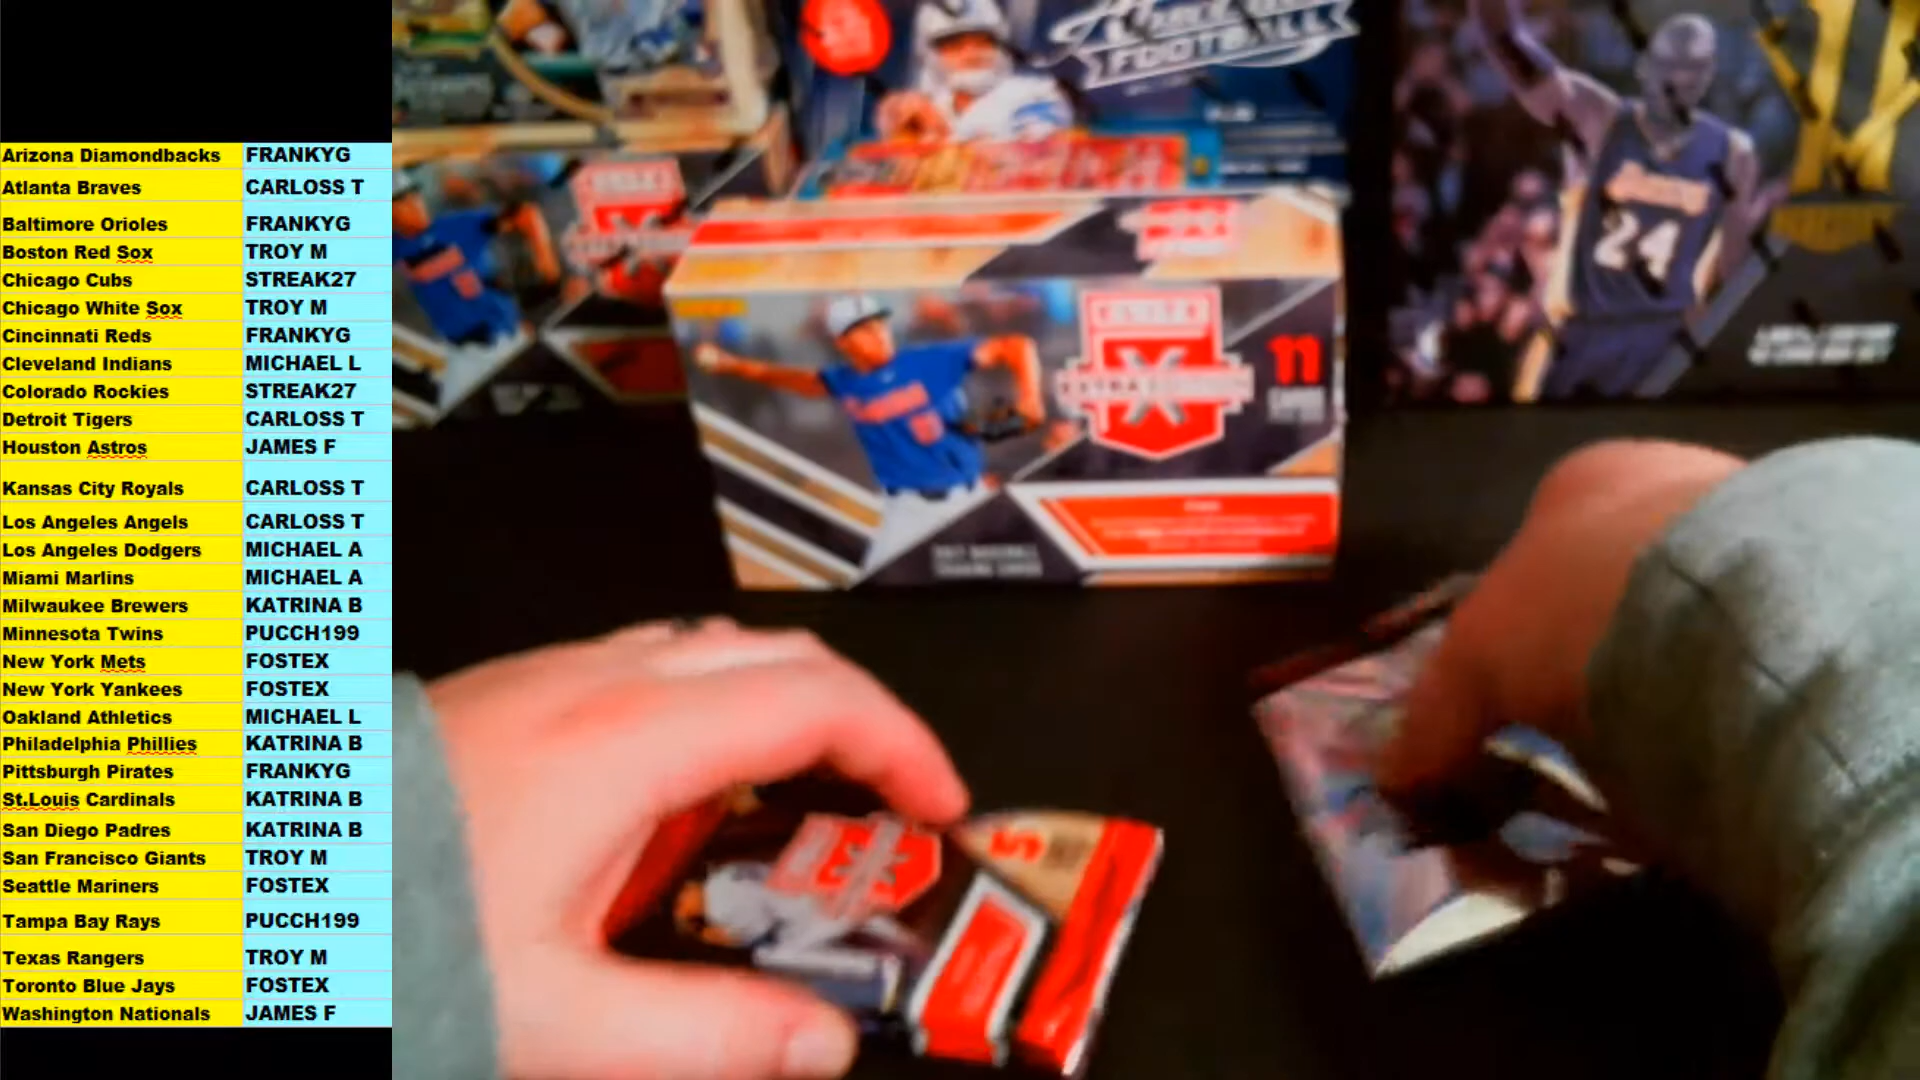 Arizona Diamondbacks FRANKYG
Atlanta Braves CARLOSS T
Baltimore Orioles FRANKYG
Boston Red Sox TROY M
Chicago Cubs STREAK27
Chicago White Sox TROY M
Cincinnati Reds FRANKYG
Cleveland Indians MICHAEL L
Colorado Rockies STREAK27
Detroit Tigers CARLOSS T
Houston Astros JAMES F
Kansas City Royals CARLOSS T
Los Angeles Angels CARLOSS T
Los Angeles Dodgers MICHAEL A
Miami Marlins MICHAEL A
Milwaukee Brewers KATRINA B
Minnesota Twins PUCCH199
New York Mets FOSTEX
New York Yankees FOSTEX
Oakland Athletics MICHAEL L
Philadelphia Phillies KATRINA B
Pittsburgh Pirates FRANKYG
St.Louis Cardinals KATRINA B
San Diego Padres KATRINA B
San Francisco Giants TROY M
Seattle Mariners FOSTEX
Tampa Bay Rays PUCCH199
Texas Rangers TROY M
Toronto Blue Jays FOSTEX
Washington Nationals JAMES F
FOOTBALL
24
11
5